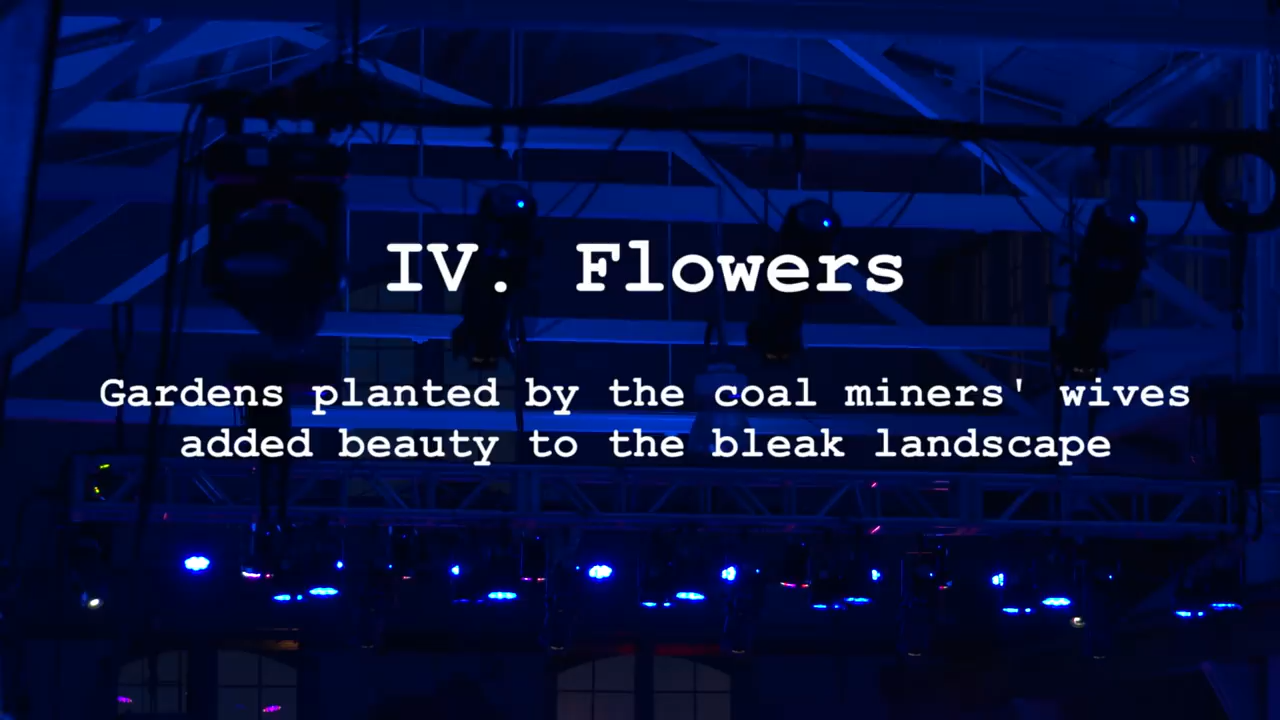 IV. Flowers
Gardens planted by the coal miners' wives
added beauty to the bleak landscape